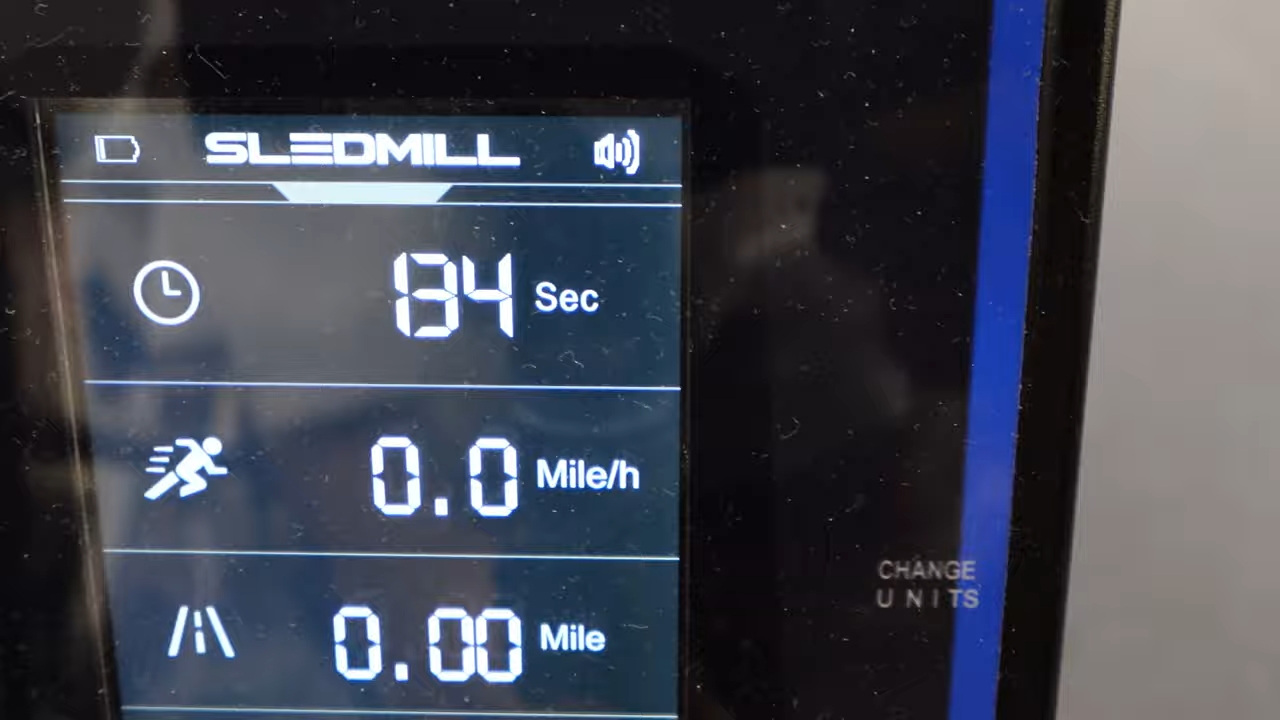 SLEDMILL
134 Sec
0.0 Mile/h
0.00 Mile
CHANGE
UNITS